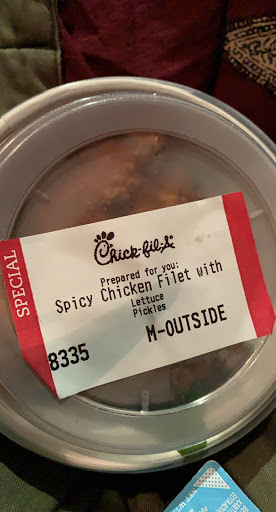 SPECIAL
Chick-fil-A
Prepared for you:
Spicy Chicken Filet with
Lettuce
Pickles
M-OUTSIDE
8335